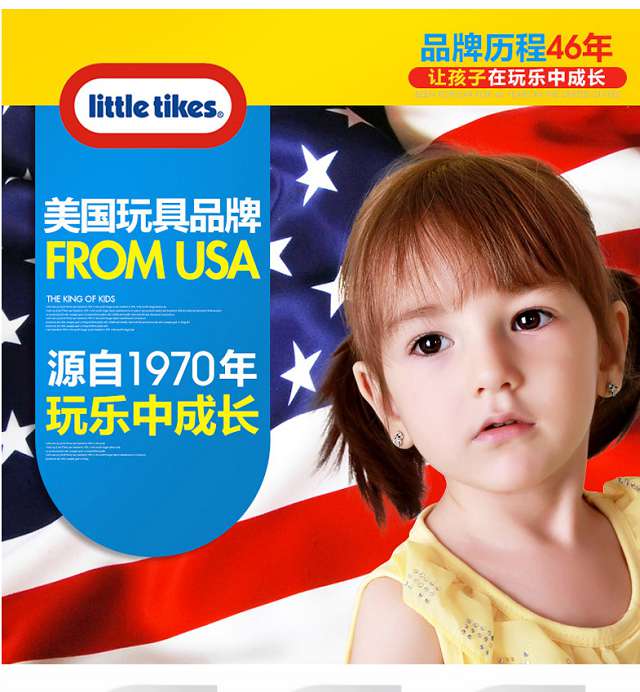 品牌历程46年
让孩子在玩乐中成长
little tikes®
美国玩具品牌
FROM USA
THE KING OF KIDS
源自1970年
玩乐中成长